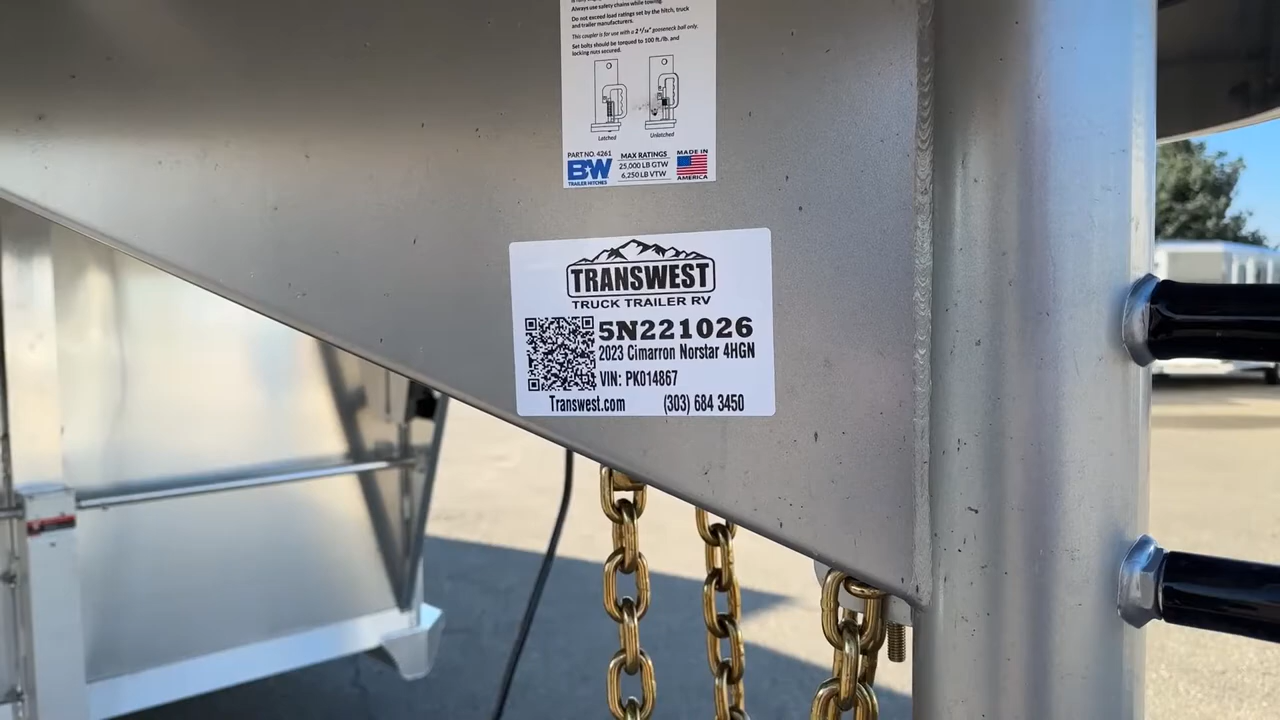 Always use safety chains while towing.
Do not exceed load ratings set by the hitch, truck
and trailer manufacturers.
This coupler is for use with a 2 5/16" gooseneck ball only.
Set bolts should be torqued to 100 ft./lb. and
locking nuts secured.
Latched
Unlatched
PART NO. 4261
B&W
TRAILER HITCHES
MAX RATINGS
25,000 LB GTW
6,250 LB VTW
MADE IN
AMERICA
TRANSWEST
TRUCK TRAILER RV
5N221026
2023 Cimarron Norstar 4HGN
VIN: PK014867
Transwest.com (303) 684 3450